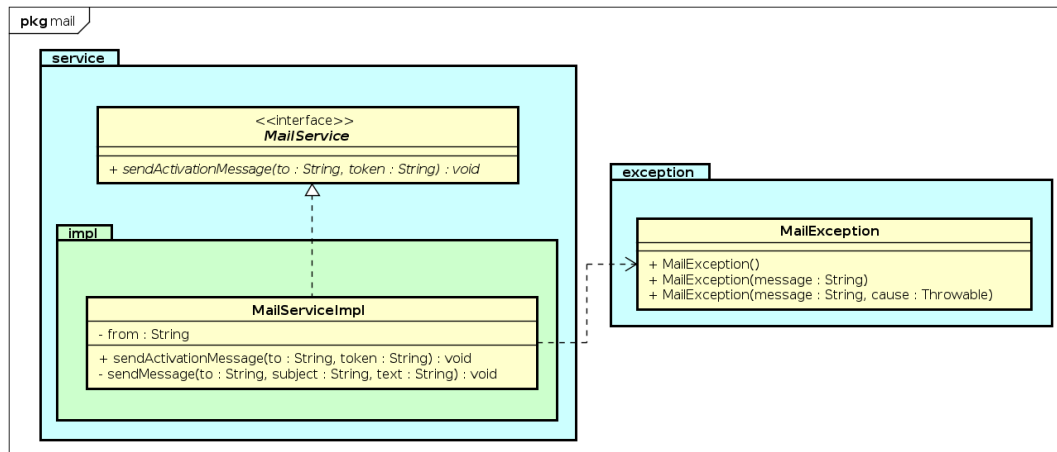 pkg mail
service
<<interface>>
MailService
+ sendActivationMessage(to : String, token : String) : void
impl
MailServiceImpl
- from : String
+ sendActivationMessage(to : String, token : String) : void
- sendMessage(to : String, subject : String, text : String) : void
exception
MailException
+ MailException()
+ MailException(message : String)
+ MailException(message : String, cause : Throwable)